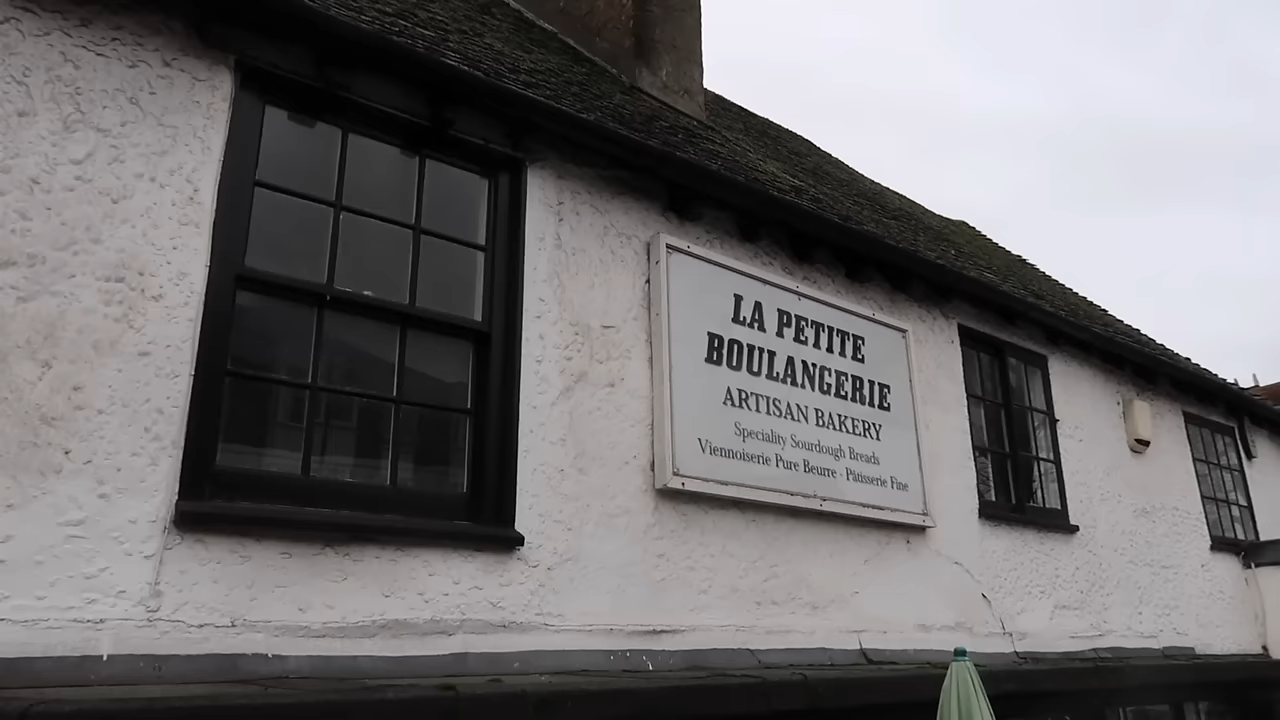 LA PETITE
BOULANGERIE
ARTISAN BAKERY
Speciality Sourdough Breads
Viennoiserie Pure Beurre - Pâtisserie Fine